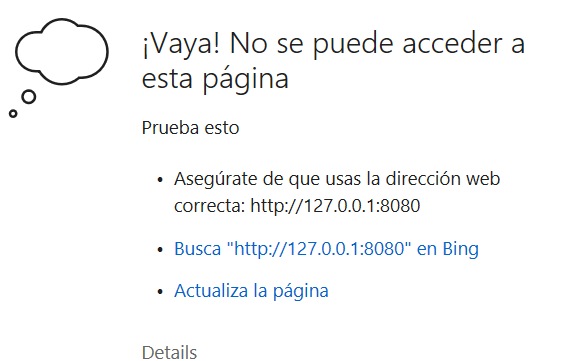 ¡Vaya! No se puede acceder a
esta página
Prueba esto
• Asegúrate de que usas la dirección web
correcta: http://127.0.0.1:8080
• Busca "http://127.0.0.1:8080" en Bing
• Actualiza la página
Details